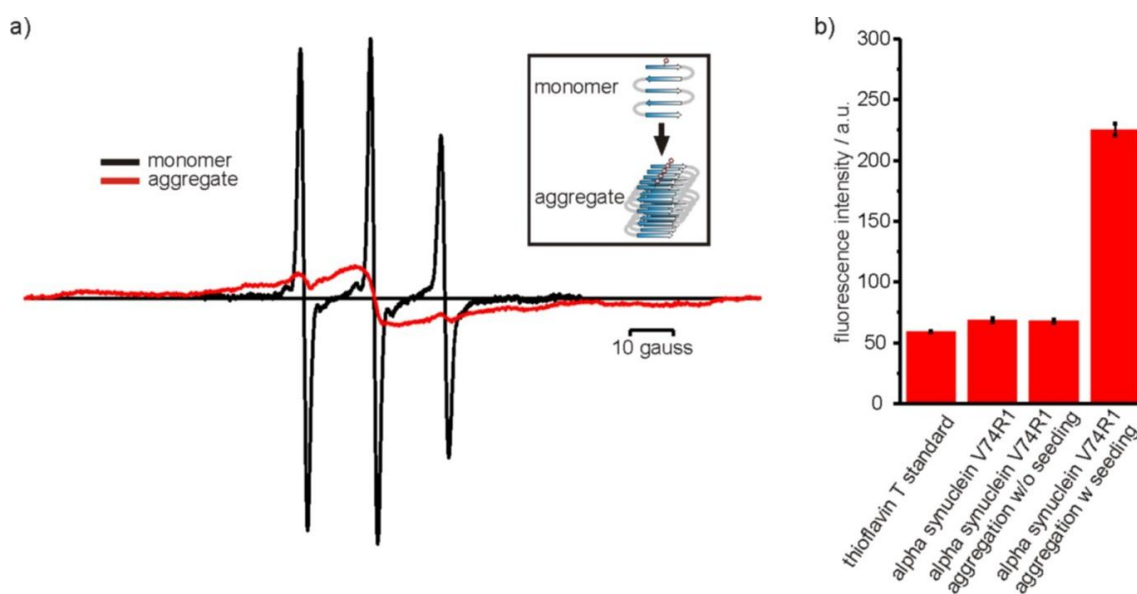 a)
monomer
aggregate
monomer
aggregate
10 gauss
b)
fluorescence intensity / a.u.
300
250
200
150
100
50
0
thioflavin T standard
alpha synuclein V74R1
alpha synuclein V74R1
aggregation w/o seeding
alpha synuclein V74R1
aggregation w seeding